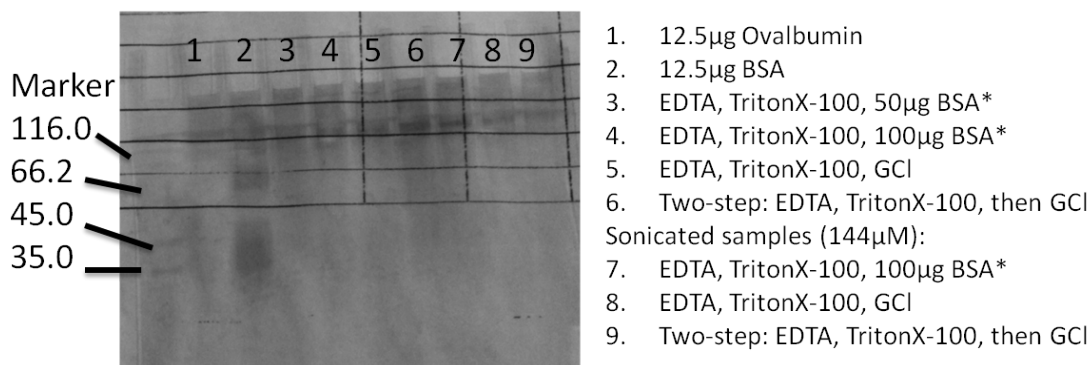 1 2 3 4 5 6 7 8 9
Marker
116.0
66.2
45.0
35.0
1. 12.5µg Ovalbumin
2. 12.5µg BSA
3. EDTA, TritonX-100, 50µg BSA*
4. EDTA, TritonX-100, 100µg BSA*
5. EDTA, TritonX-100, GCl
6. Two-step: EDTA, TritonX-100, then GCl
Sonicated samples (144µM):
7. EDTA, TritonX-100, 100µg BSA*
8. EDTA, TritonX-100, GCl
9. Two-step: EDTA, TritonX-100, then GCl